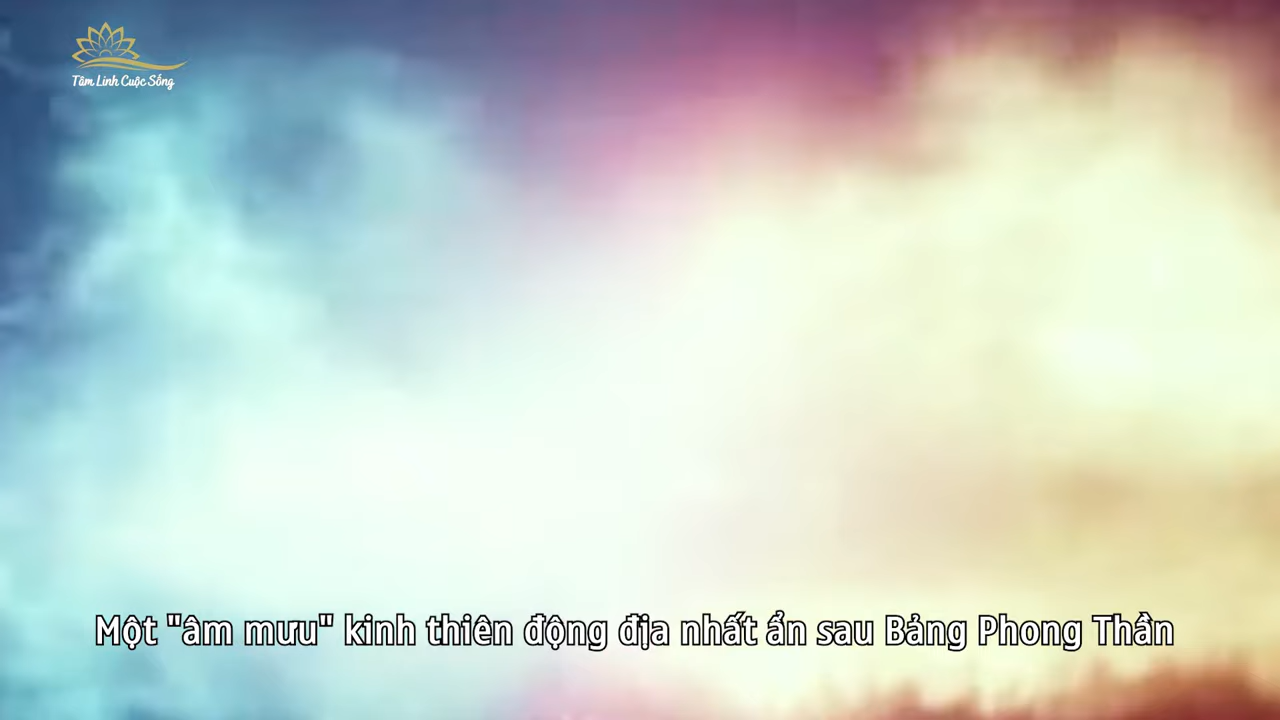 Tâm Linh Cuộc Sống
Một "âm mưu" kinh thiên động địa nhất ẩn sau Bảng Phong Thần